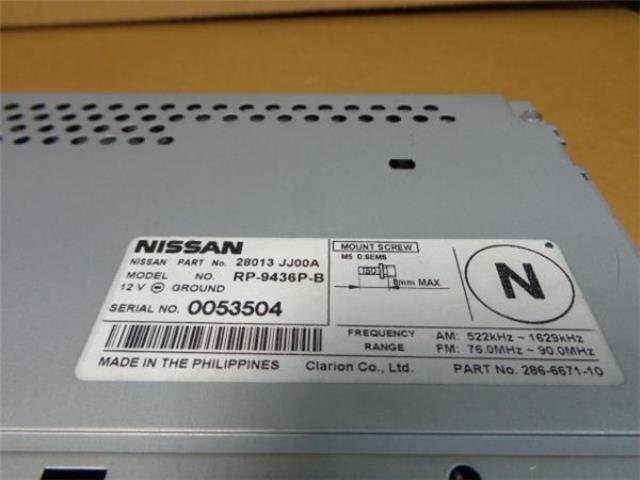 NISSAN
NISSAN PART No. 28013 JJ00A
MODEL NO. RP-9436P-B
12 V ⊖ GROUND
SERIAL NO. 0053504
MOUNT SCREW
M5 0.8EMS
ISO
8mm MAX
N
FREQUENCY RANGE
AM: 522kHz ~ 1629kHz
FM: 76.0MHz ~ 90.0MHz
MADE IN THE PHILIPPINES Clarion Co., Ltd. PART No. 286-6671-10